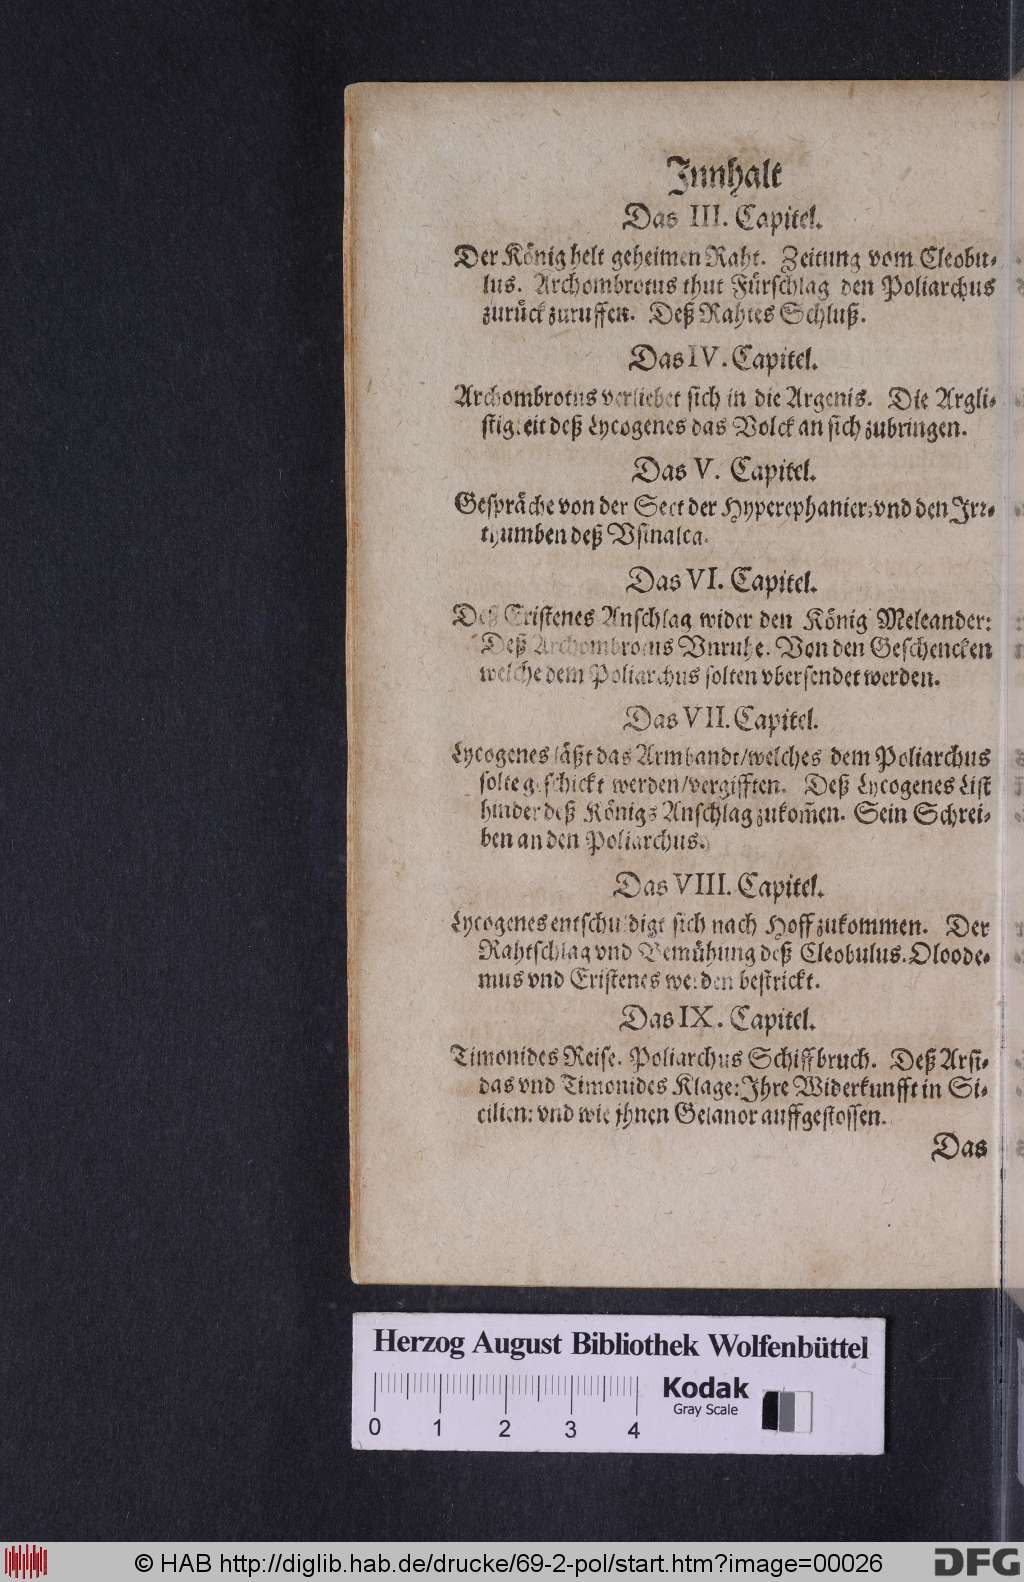 Innhalt
Das III. Capitel.
Der König helt geheimen Raht. Zeitung vom Cleobu-
lus. Archombrotus thut Fürschlag den Poliarchus
zurück zuruffen. Deß Rahtes Schluß.
Das IV. Capitel.
Archombrotus verliebet sich in die Argenis. Die Argli-
stigkeit deß Lycogenes das Volck an sich zubringen.
Das V. Capitel.
Gespräche von der Sect der Hyperephanier, vnd den Irr-
thumben deß Vsinalca.
Das VI. Capitel.
Deß Eristenes Anschlag wider den König Meleander:
Deß Archombrotus Vnruhe. Von den Geschencken
welche dem Poliarchus solten vbersendet werden.
Das VII. Capitel.
Lycogenes läßt das Armbandt/welches dem Poliarchus
solte geschickt werden/vergifften. Deß Lycogenes List
hinder deß Königs Anschlag zukom̃en. Sein Schrei-
ben an den Poliarchus.
Das VIII. Capitel.
Lycogenes entschuldigt sich nach Hoff zukommen. Der
Rahtschlag vnd Bemühung deß Cleobulus. Oloode-
mus vnd Eristenes werden bestrickt.
Das IX. Capitel.
Timonides Reise. Poliarchus Schiffbruch. Deß Arsi-
das vnd Timonides Klage: Ihre Widerkunfft in Si-
cilien: vnd wie jhnen Gelanor auffgestossen.
Das
Herzog August Bibliothek Wolfenbüttel
Kodak
Gray Scale
0 1 2 3 4
© HAB http://diglib.hab.de/drucke/69-2-pol/start.htm?image=00026
DFG